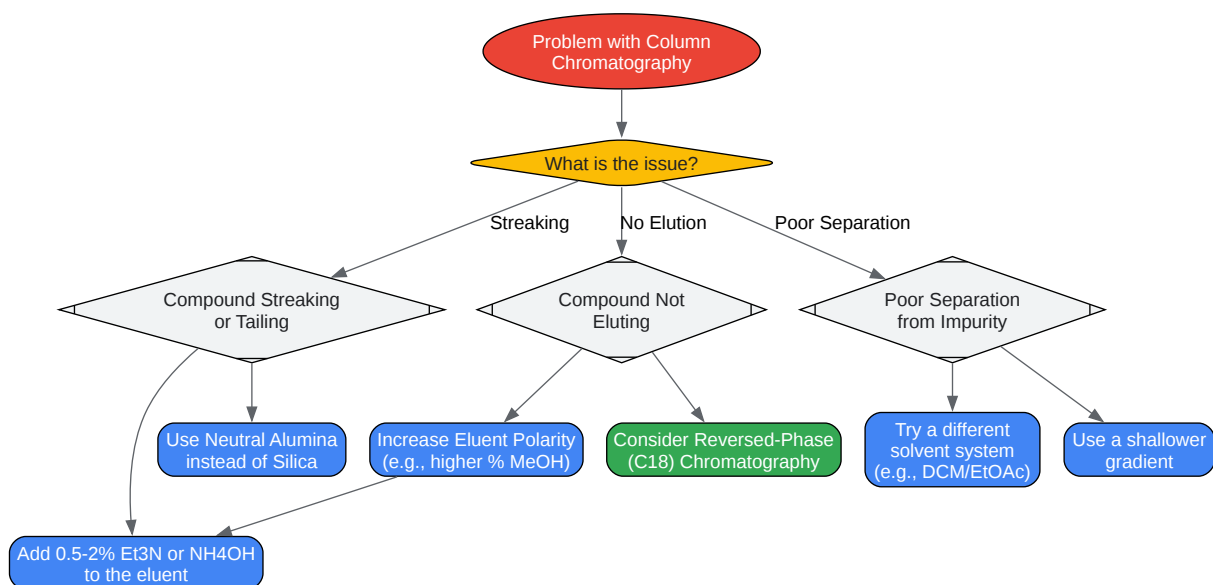 Problem with Column
Chromatography
What is the issue?
Streaking
No Elution
Poor Separation
Compound Streaking
or Tailing
Compound Not
Eluting
Poor Separation
from Impurity
Use Neutral Alumina
instead of Silica
Increase Eluent Polarity
(e.g., higher % MeOH)
Consider Reversed-Phase
(C18) Chromatography
Try a different
solvent system
(e.g., DCM/EtOAc)
Use a shallower
gradient
Add 0.5-2% Et3N or NH4OH
to the eluent